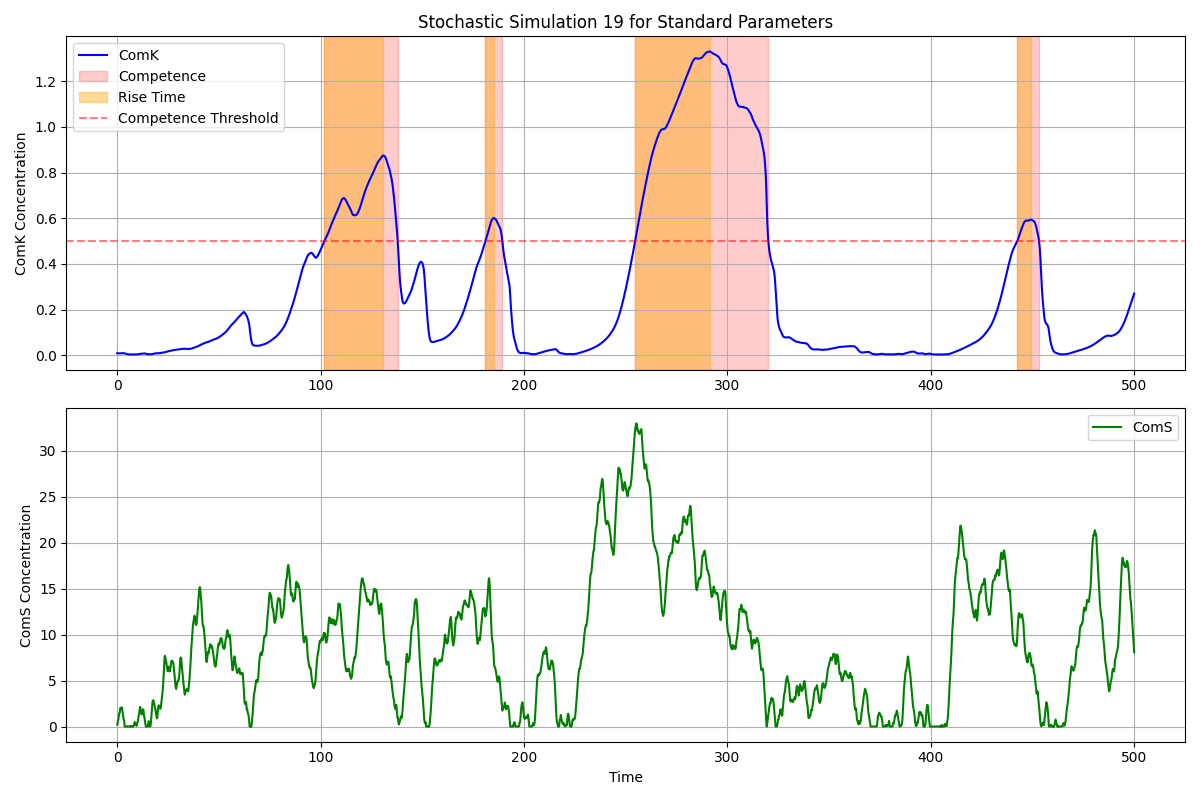 Stochastic Simulation 19 for Standard Parameters
ComK Concentration
1.2
1.0
0.8
0.6
0.4
0.2
0.0
ComK
Competence
Rise Time
Competence Threshold
0 100 200 300 400 500
ComS Concentration
30
25
20
15
10
5
0
ComS
0 100 200 300 400 500
Time